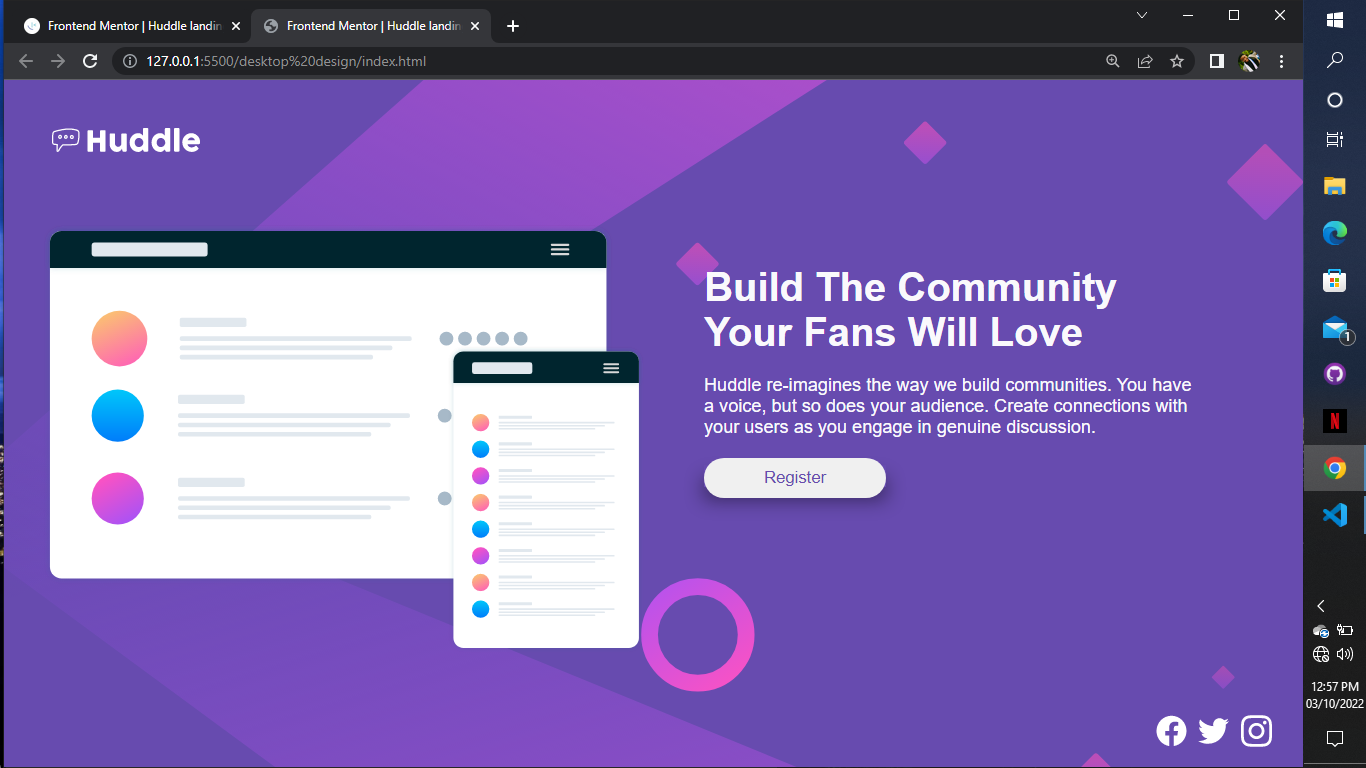 Frontend Mentor | Huddle landin
Frontend Mentor | Huddle landin
127.0.0.1:5500/desktop%20design/index.html
Huddle
Build The Community
Your Fans Will Love
Huddle re-imagines the way we build communities. You have
a voice, but so does your audience. Create connections with
your users as you engage in genuine discussion.
Register
1
N
12:57 PM
03/10/2022